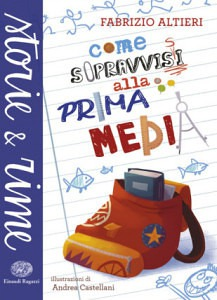 FABRIZIO ALTIERI
COME
SOPRAVVISSI
alla
PRIMA
MEDIA
Storie & rime
illustrazioni di
Andrea Castellani
Einaudi Ragazzi